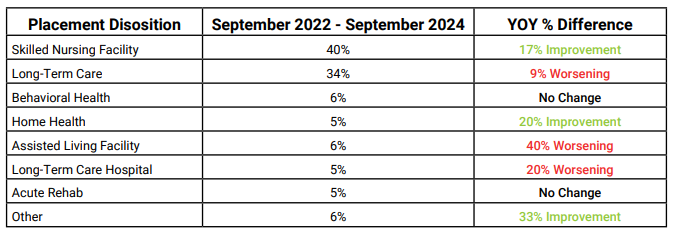 Placement Disosition September 2022 - September 2024 YOY % Difference
Skilled Nursing Facility 40% 17% Improvement
Long-Term Care 34% 9% Worsening
Behavioral Health 6% No Change
Home Health 5% 20% Improvement
Assisted Living Facility 6% 40% Worsening
Long-Term Care Hospital 5% 20% Worsening
Acute Rehab 5% No Change
Other 6% 33% Improvement